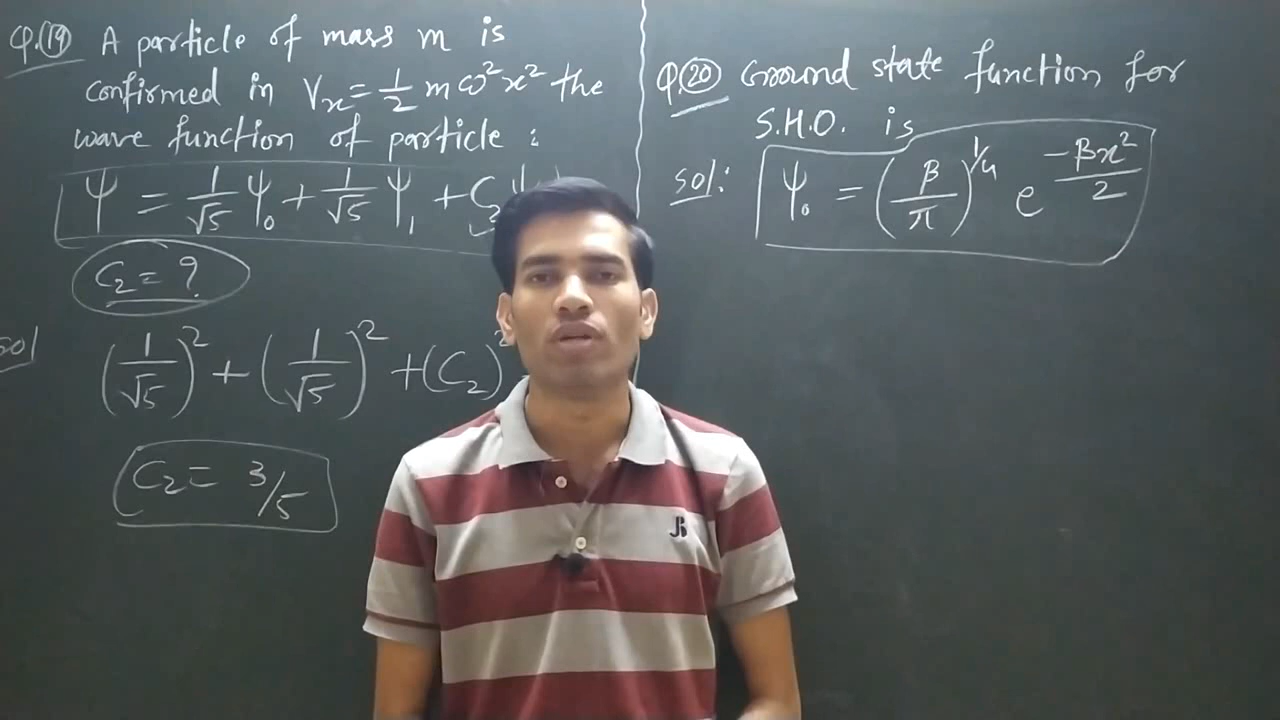 Q.(19) A particle of mass m is
confirmed in Vx = 1/2 mω²x² the
wave function of particle :
ψ = 1/√5 ψ₀ + 1/√5 ψ₁ + C₂
C₂ = ?
sol
(1/√5)² + (1/√5)² + (C₂)²
C₂ = 3/5
Q(20) Ground state function for
S.H.O. is
sol: ψ₀ = (β/π)^1/4 e^-βx²/2
JB